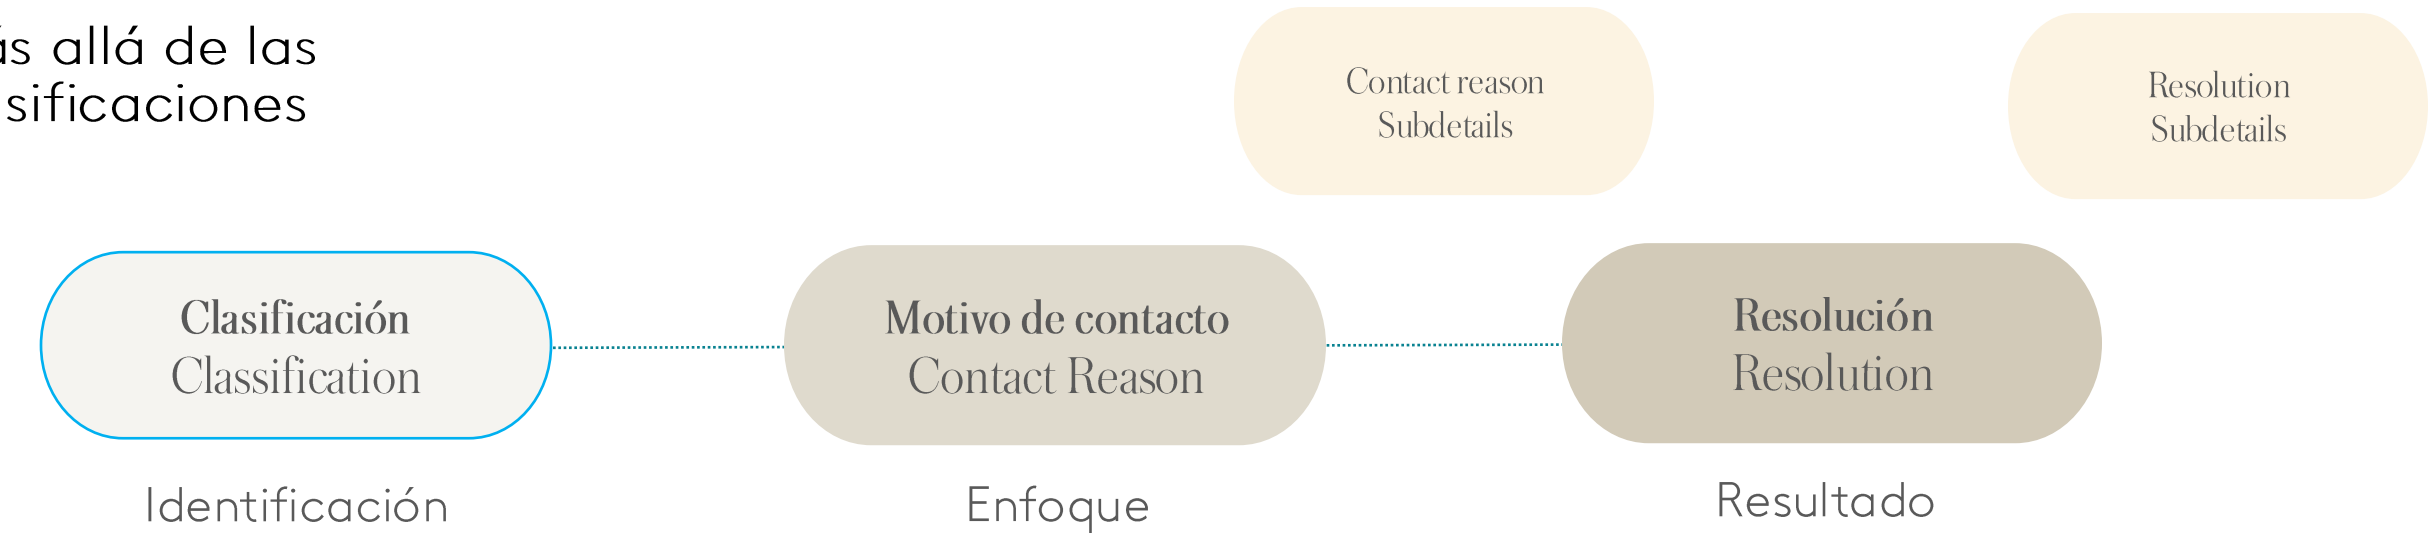 ás allá de las
sificaciones
Contact reason
Subdetails
Resolution
Subdetails
Clasificación
Classification
Motivo de contacto
Contact Reason
Resolución
Resolution
Identificación
Enfoque
Resultado